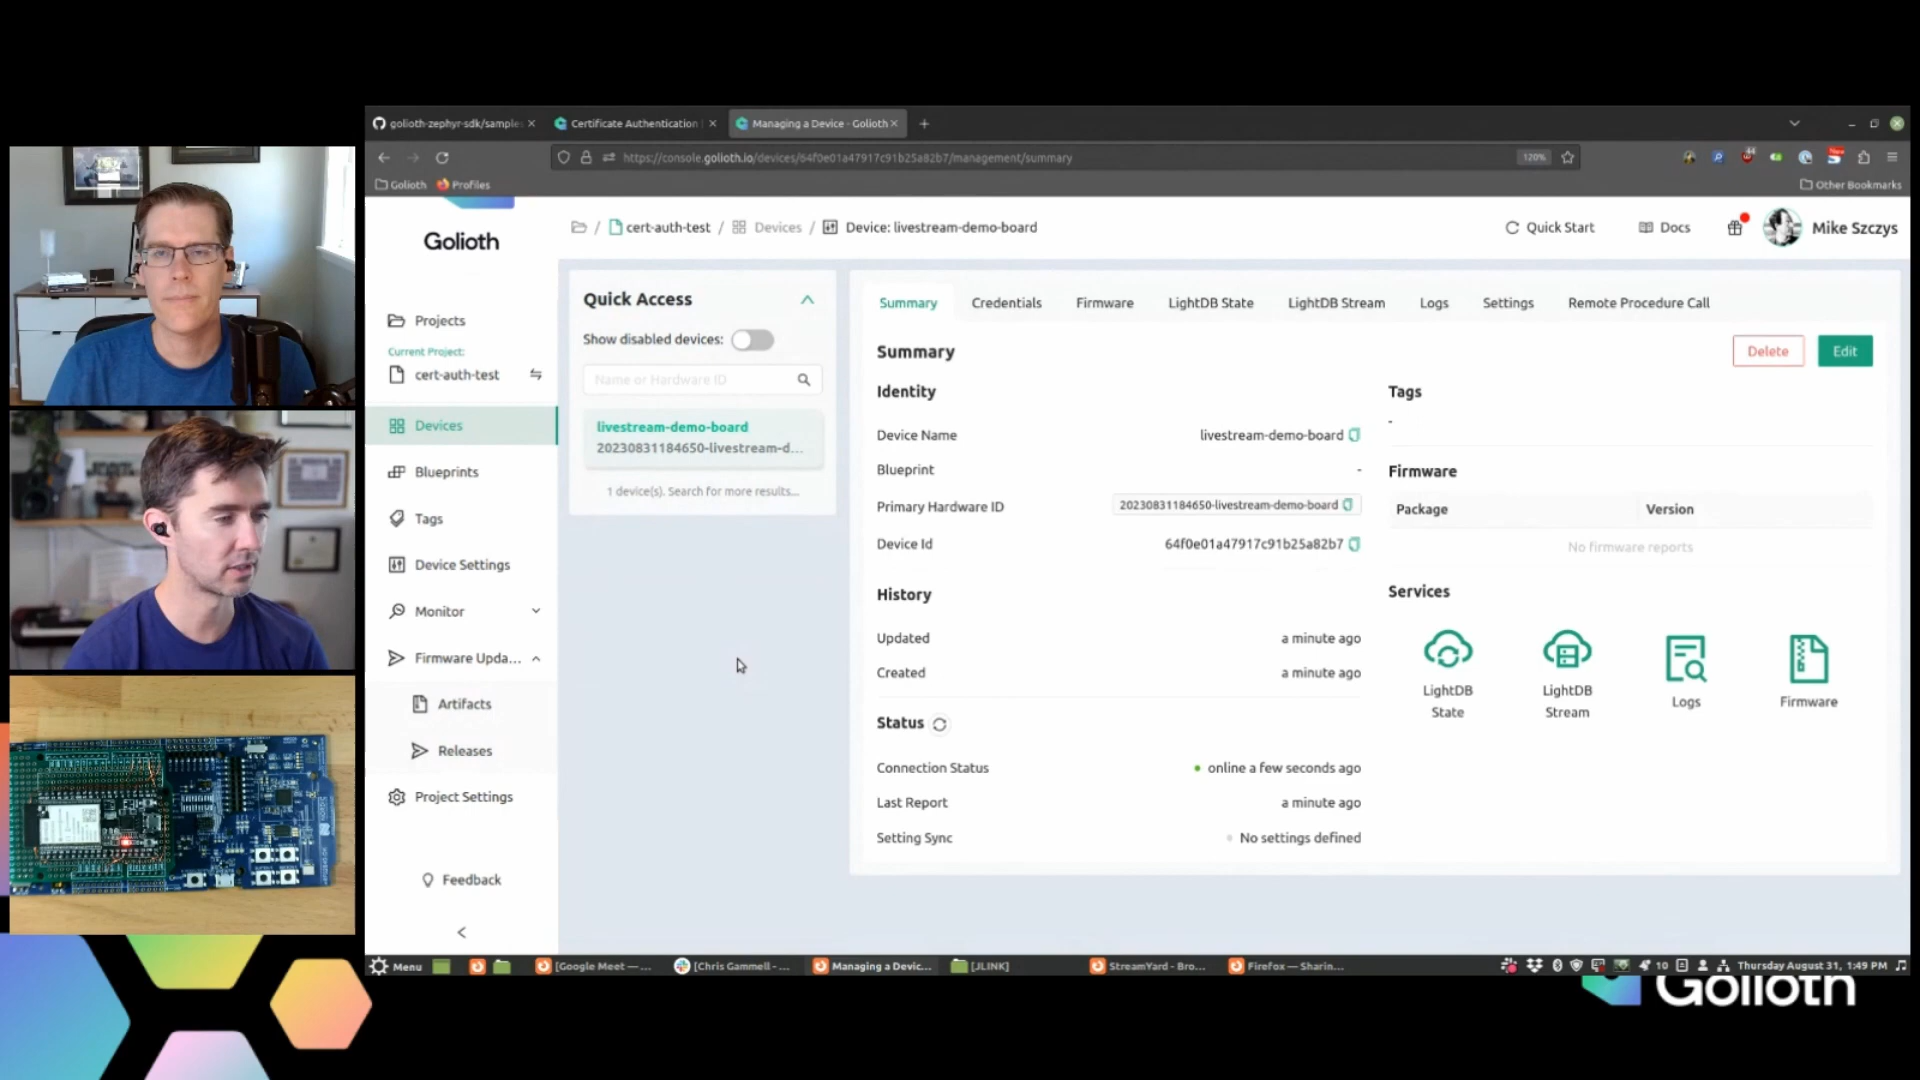 golioth-zephyr-sdk/samples
Certificate Authentication |
Managing a Device - Golioth
https://console.golioth.io/devices/64f0e01a47917c91b25a82b7/management/summary
120%
Golioth
Profiles
Other Bookmarks
Golioth
/ cert-auth-test / Devices / Device: livestream-demo-board
Quick Start
Docs
Mike Szczys
Projects
Current Project:
cert-auth-test
Devices
Blueprints
Tags
Device Settings
Monitor
Firmware Upda...
Artifacts
Releases
Project Settings
Feedback
Quick Access
Show disabled devices:
Name or Hardware ID
livestream-demo-board
20230831184650-livestream-d...
1 device(s). Search for more results...
Summary
Credentials
Firmware
LightDB State
LightDB Stream
Logs
Settings
Remote Procedure Call
Summary
Delete
Edit
Identity
Device Name
livestream-demo-board
Blueprint
-
Primary Hardware ID
20230831184650-livestream-demo-board
Device Id
64f0e01a47917c91b25a82b7
History
Updated
a minute ago
Created
a minute ago
Status
Connection Status
online a few seconds ago
Last Report
a minute ago
Setting Sync
No settings defined
Tags
-
Firmware
Package
Version
No firmware reports
Services
LightDB
State
LightDB
Stream
Logs
Firmware
Menu
[Google Meet — ...
[Chris Gammell - ...
Managing a Devic...
[JLINK]
StreamYard - Bro...
Firefox — Sharin...
10
Thursday August 31, 1:49 PM
Golioth